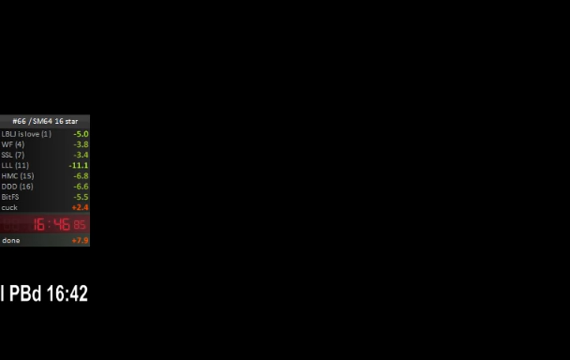 #66 / SM64 16 star
LBLJ is love (1) -5.0
WF (4) -3.8
SSL (7) -3.4
LLL (11) -11.1
HMC (15) -6.8
DDD (16) -6.6
BitFS -5.5
cuck +2.4
16:46 85
done +7.9
I PBd 16:42